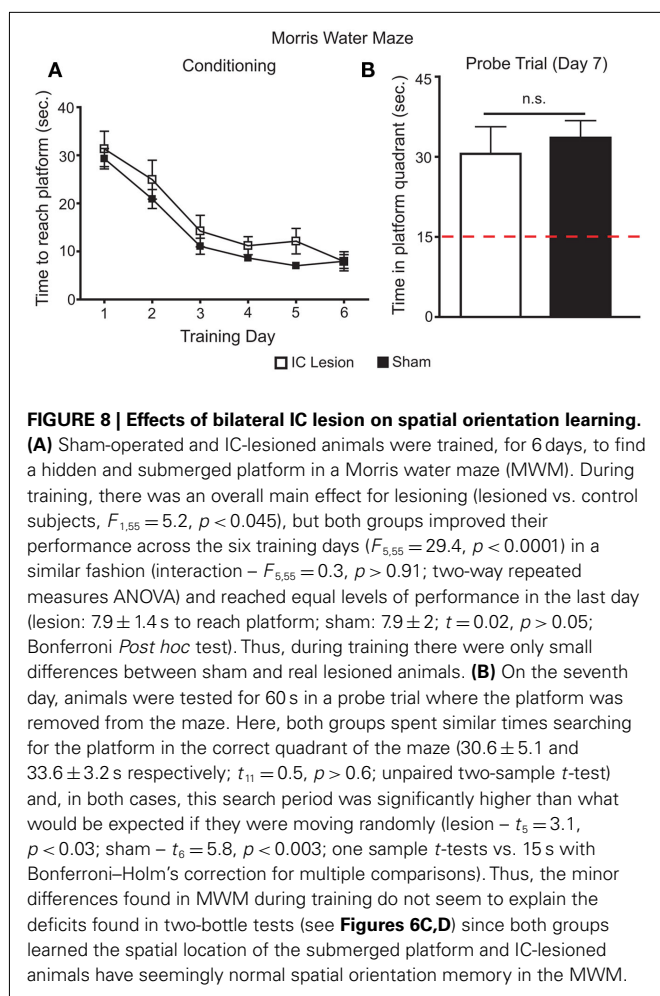 Morris Water Maze
A
Conditioning
40
30
20
10
0
Time to reach platform (sec.)
1 2 3 4 5 6
Training Day
B
Probe Trial (Day 7)
45
30
15
0
Time in platform quadrant (sec.)
n.s.
IC Lesion Sham
FIGURE 8 | Effects of bilateral IC lesion on spatial orientation learning.
(A) Sham-operated and IC-lesioned animals were trained, for 6 days, to find
a hidden and submerged platform in a Morris water maze (MWM). During
training, there was an overall main effect for lesioning (lesioned vs. control
subjects, F1,55 = 5.2, p < 0.045), but both groups improved their
performance across the six training days (F5,55 = 29.4, p < 0.0001) in a
similar fashion (interaction – F5,55 = 0.3, p > 0.91; two-way repeated
measures ANOVA) and reached equal levels of performance in the last day
(lesion: 7.9 ± 1.4 s to reach platform; sham: 7.9 ± 2; t = 0.02, p > 0.05;
Bonferroni Post hoc test). Thus, during training there were only small
differences between sham and real lesioned animals. (B) On the seventh
day, animals were tested for 60 s in a probe trial where the platform was
removed from the maze. Here, both groups spent similar times searching
for the platform in the correct quadrant of the maze (30.6 ± 5.1 and
33.6 ± 3.2 s respectively; t11 = 0.5, p > 0.6; unpaired two-sample t-test)
and, in both cases, this search period was significantly higher than what
would be expected if they were moving randomly (lesion – t5 = 3.1,
p < 0.03; sham – t6 = 5.8, p < 0.003; one sample t-tests vs. 15 s with
Bonferroni–Holm's correction for multiple comparisons). Thus, the minor
differences found in MWM during training do not seem to explain the
deficits found in two-bottle tests (see Figures 6C,D) since both groups
learned the spatial location of the submerged platform and IC-lesioned
animals have seemingly normal spatial orientation memory in the MWM.